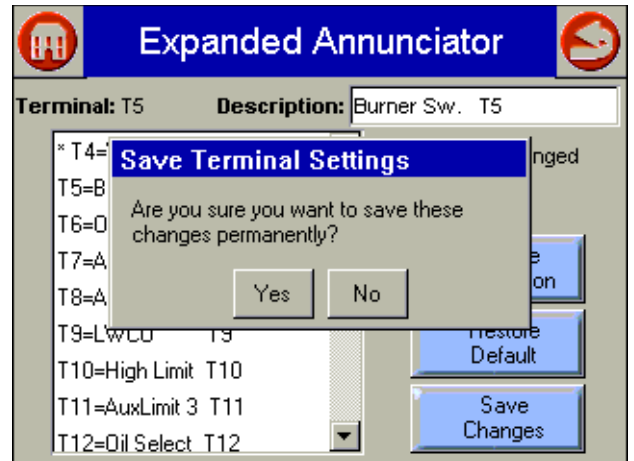 Expanded Annunciator
Terminal: T5
Description: Burner Sw. T5
* T4=
T5=B
T6=O
T7=A
T8=A
T9=LWCO T9
T10=High Limit T10
T11=AuxLimit 3 T11
T12=Oil Select T12
Save Terminal Settings
Are you sure you want to save these
changes permanently?
Yes
No
nged
e
on
Restore
Default
Save
Changes